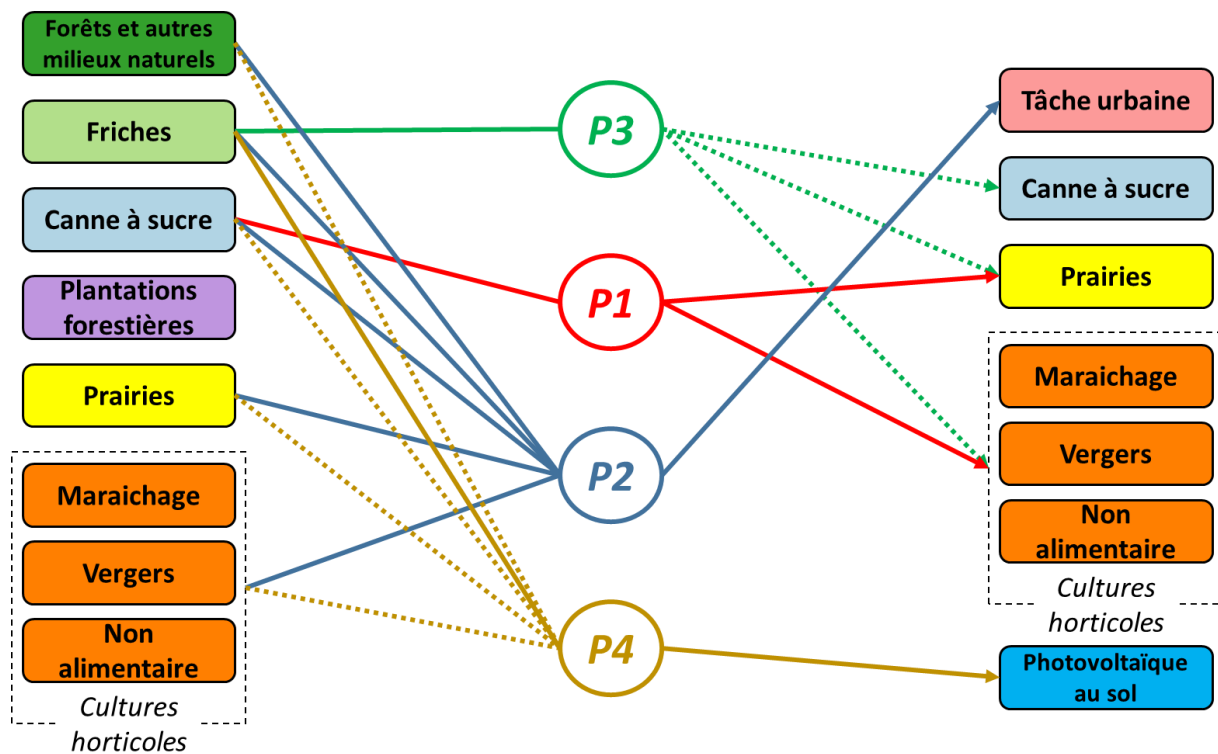 Forêts et autres
milieux naturels
Friches
Canne à sucre
Plantations
forestières
Prairies
Maraichage
Vergers
Non
alimentaire
Cultures
horticoles
P3
P1
P2
P4
Tâche urbaine
Canne à sucre
Prairies
Maraichage
Vergers
Non
alimentaire
Cultures
horticoles
Photovoltaïque
au sol